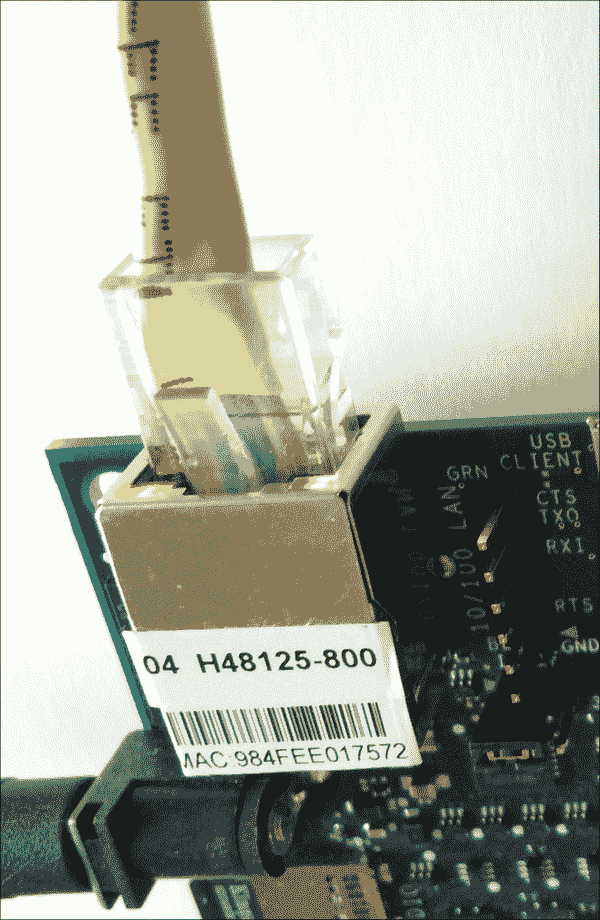 USB
CLIENT
GRN
CTS
TXO
RXI
10/100 LAN
RTS
GND
04 H48125-800
MAC:984FEE017572